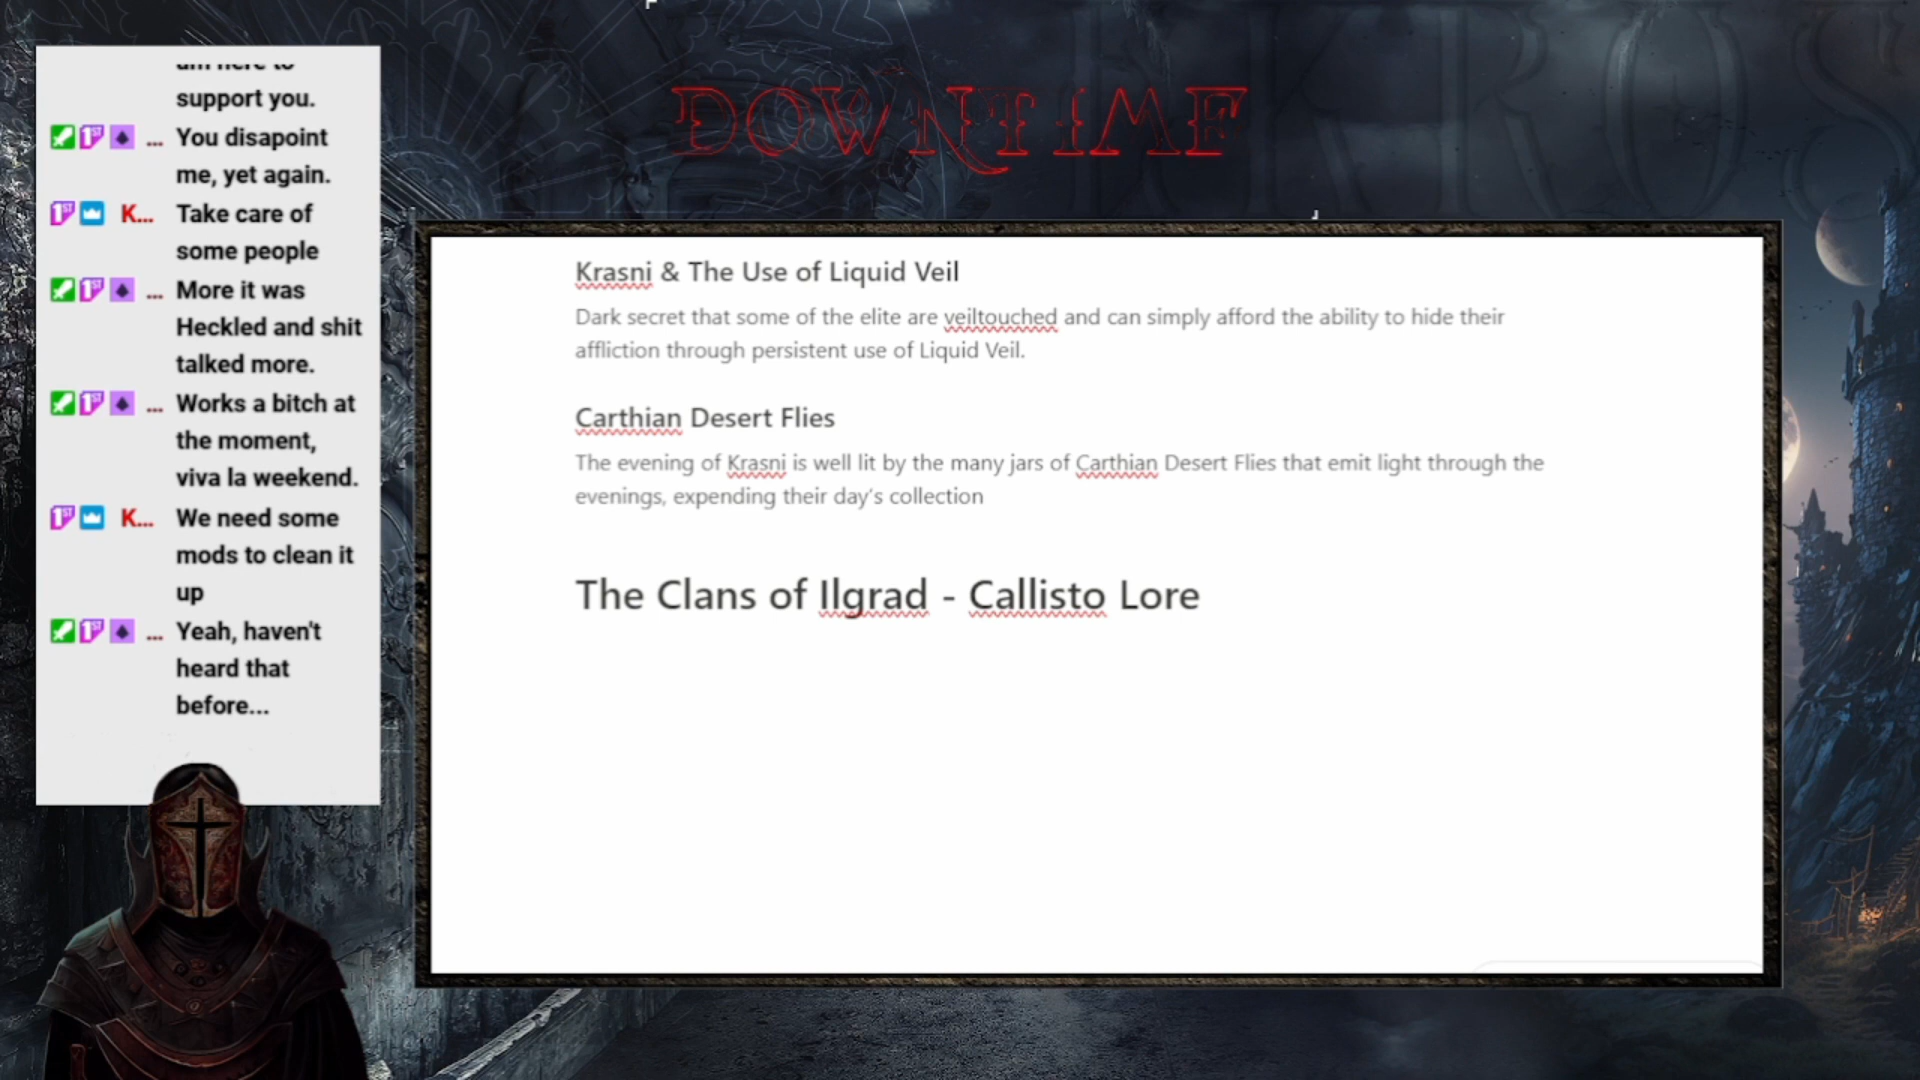 DOWNTIME
am here to
support you.
... You disapoint
me, yet again.
K... Take care of
some people
... More it was
Heckled and shit
talked more.
... Works a bitch at
the moment,
viva la weekend.
K... We need some
mods to clean it
up
... Yeah, haven't
heard that
before...
Krasni & The Use of Liquid Veil
Dark secret that some of the elite are veiltouched and can simply afford the ability to hide their
affliction through persistent use of Liquid Veil.
Carthian Desert Flies
The evening of Krasni is well lit by the many jars of Carthian Desert Flies that emit light through the
evenings, expending their day's collection
The Clans of Ilgrad - Callisto Lore